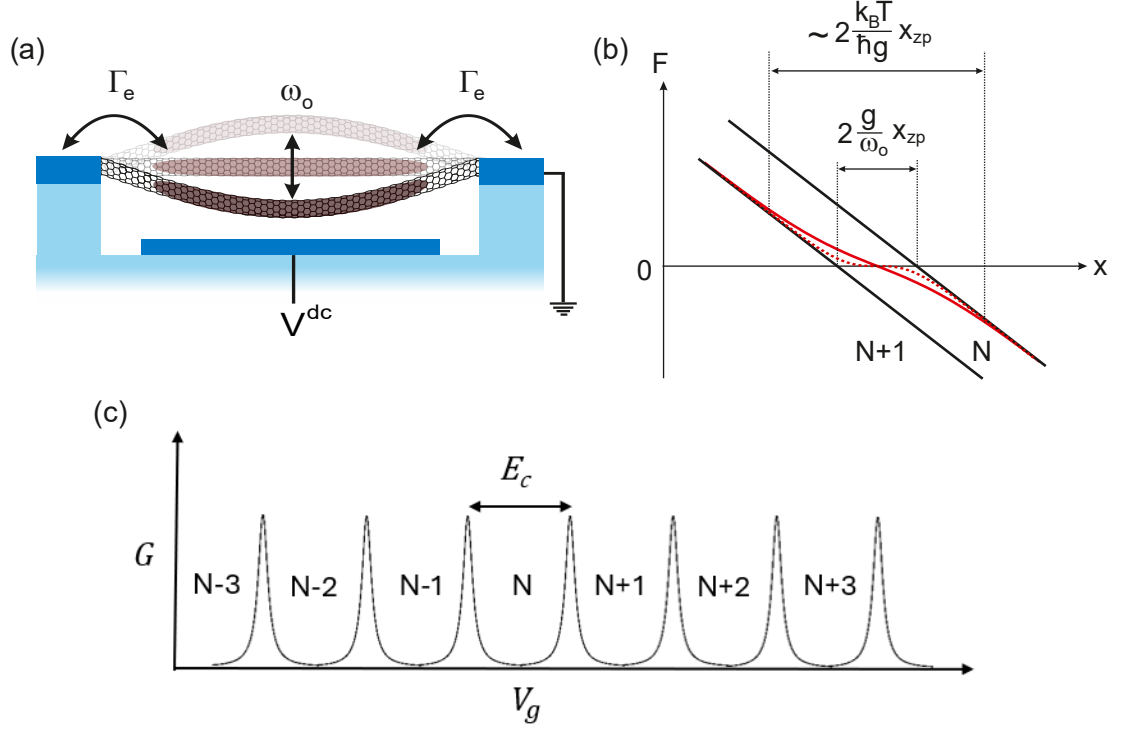 (a)
Γe
ωo
Γe
Vdc
(b)
F
~2 kBT/ħg xzp
2 g/ωo xzp
0
x
N+1
N
(c)
Ec
G
N-3
N-2
N-1
N
N+1
N+2
N+3
Vg